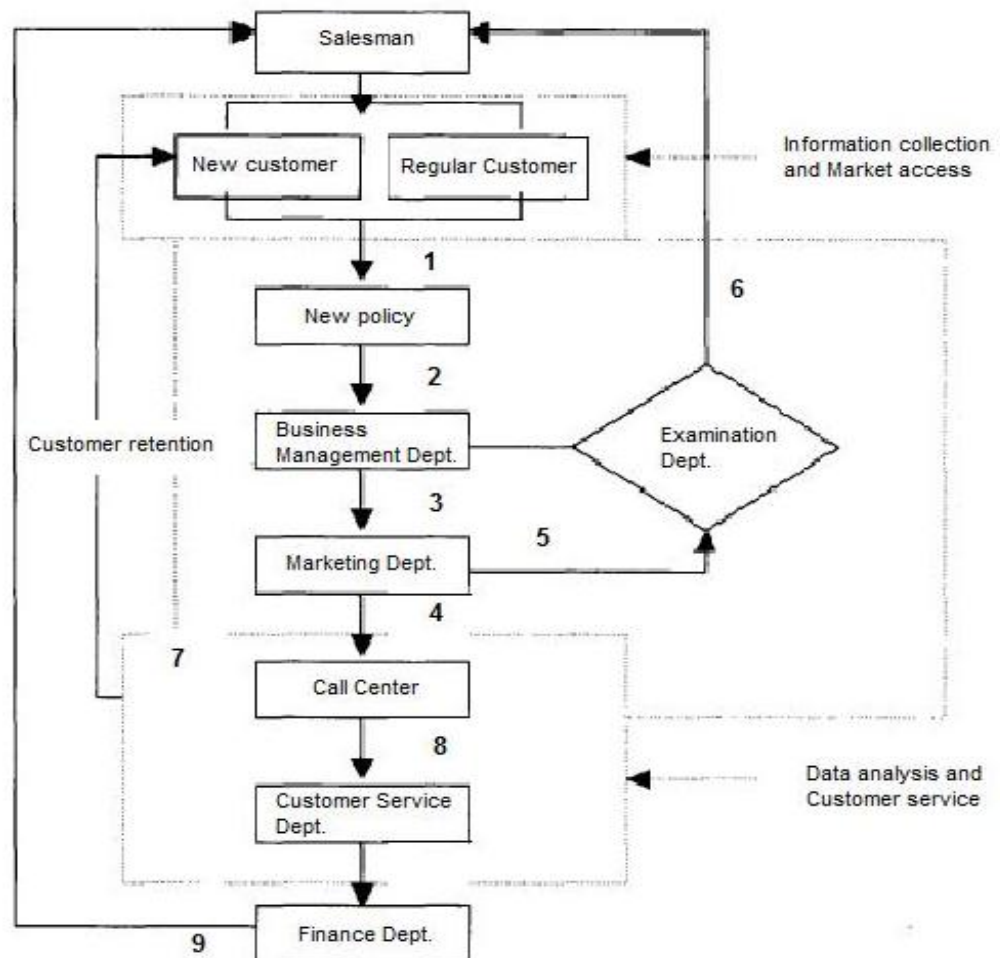 Salesman
New customer
Regular Customer
Information collection
and Market access
1
New policy
6
2
Business
Management Dept.
Examination
Dept.
Customer retention
3
5
Marketing Dept.
4
7
Call Center
8
Customer Service
Dept.
Data analysis and
Customer service
Finance Dept.
9